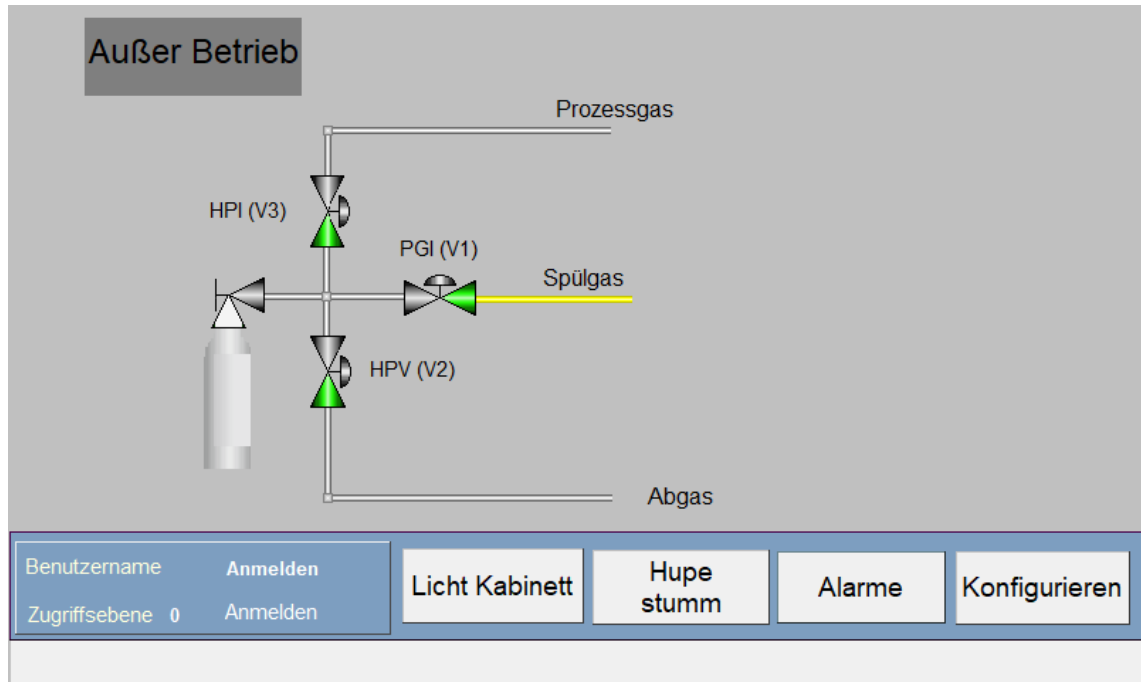 Außer Betrieb
Prozessgas
HPI (V3)
PGI (V1)
Spülgas
HPV (V2)
Abgas
Benutzername Anmelden
Zugriffsebene 0 Anmelden
Licht Kabinett
Hupe
stumm
Alarme
Konfigurieren